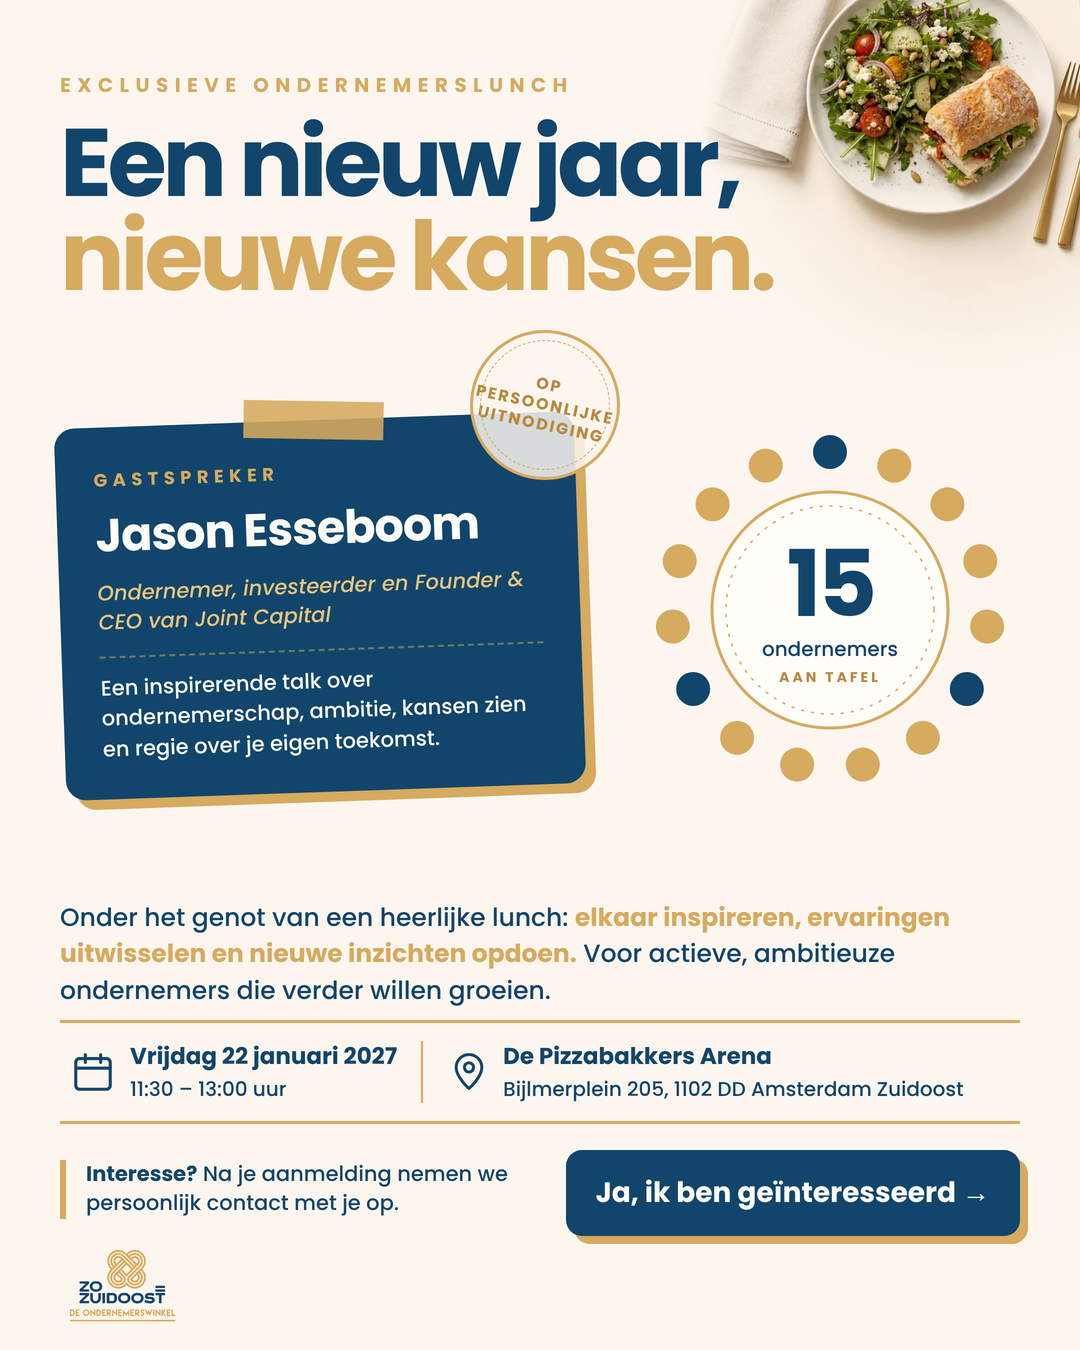 EXCLUSIEVE ONDERNEMERSLUNCH
Een nieuw jaar,
nieuwe kansen.
OP
PERSOONLIJKE
UITNODIGING
GASTSPREKER
Jason Esseboom
Ondernemer, investeerder en Founder &
CEO van Joint Capital
Een inspirerende talk over
ondernemerschap, ambitie, kansen zien
en regie over je eigen toekomst.
15
ondernemers
AAN TAFEL
Onder het genot van een heerlijke lunch: elkaar inspireren, ervaringen
uitwisselen en nieuwe inzichten opdoen. Voor actieve, ambitieuze
ondernemers die verder willen groeien.
Vrijdag 22 januari 2027
11:30 – 13:00 uur
De Pizzabakkers Arena
Bijlmerplein 205, 1102 DD Amsterdam Zuidoost
Interesse? Na je aanmelding nemen we
persoonlijk contact met je op.
Ja, ik ben geïnteresseerd →
ZO
ZUIDOOST
DE ONDERNEMERSWINKEL